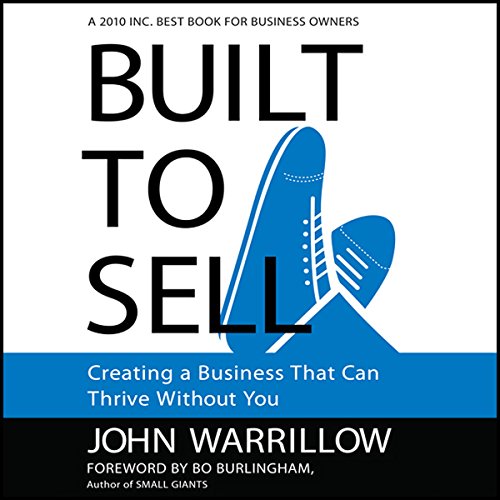 A 2010 INC. BEST BOOK FOR BUSINESS OWNERS
BUILT
TO
SELL
Creating a Business That Can
Thrive Without You
JOHN WARRILLOW
FOREWORD BY BO BURLINGHAM,
Author of SMALL GIANTS